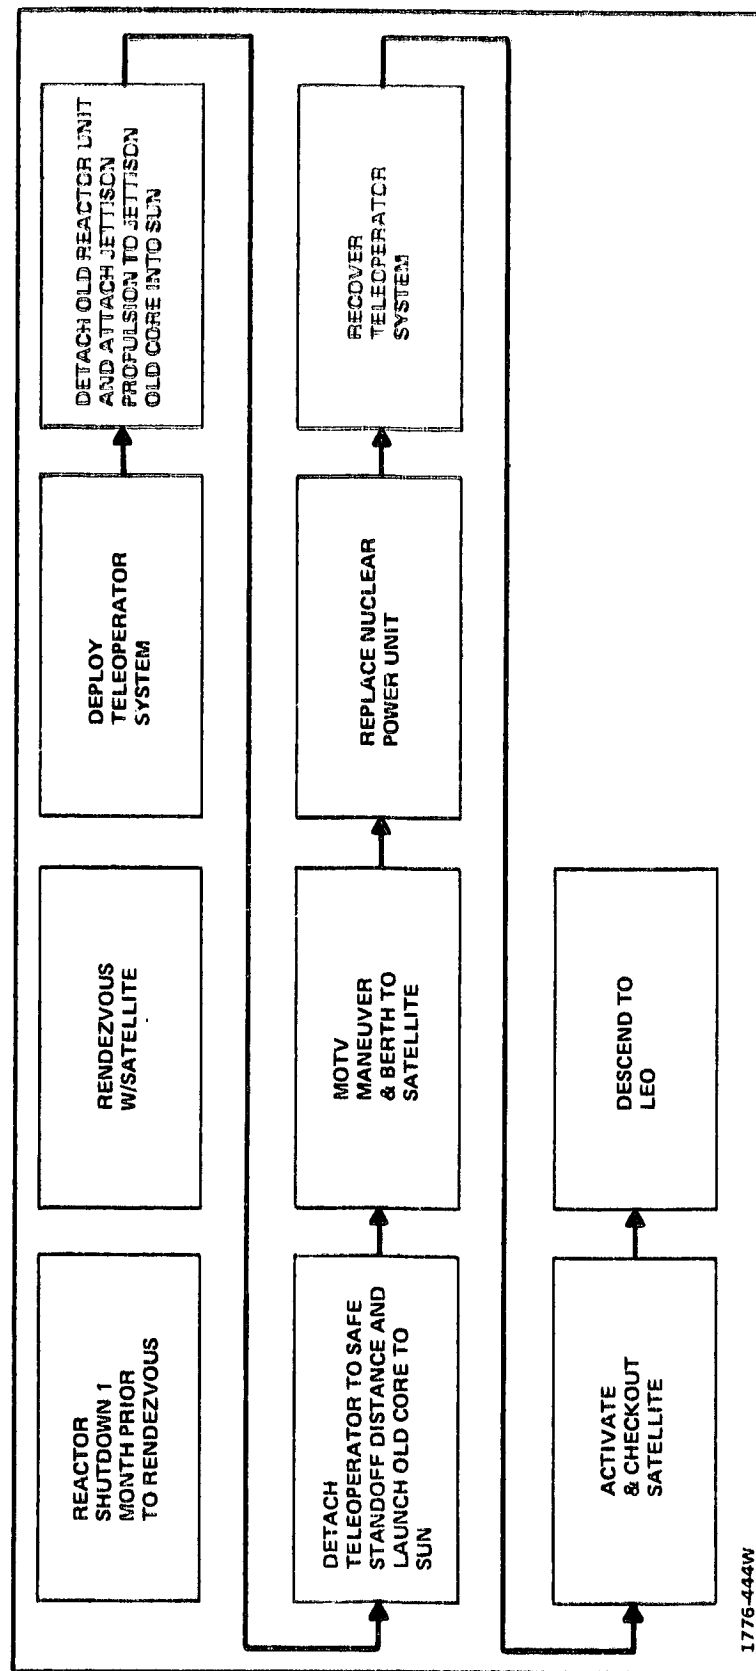 REACTOR
SHUTDOWN 1
MONTH PRIOR
TO RENDEZVOUS
RENDEZVOUS
W/SATELLITE
DEPLOY
TELEOPERATOR
SYSTEM
DETACH OLD REACTOR UNIT
AND ATTACH JETTISON
PROPULSION TO JETTISON
OLD CORE INTO SUN
DETACH
TELEOPERATOR TO SAFE
STANDOFF DISTANCE AND
LAUNCH OLD CORE TO
SUN
MOTV
MANEUVER
& BERTH TO
SATELLITE
REPLACE NUCLEAR
POWER UNIT
RECOVER
TELEOPERATOR
SYSTEM
ACTIVATE
& CHECKOUT
SATELLITE
DESCEND TO
LEO
1776-444W